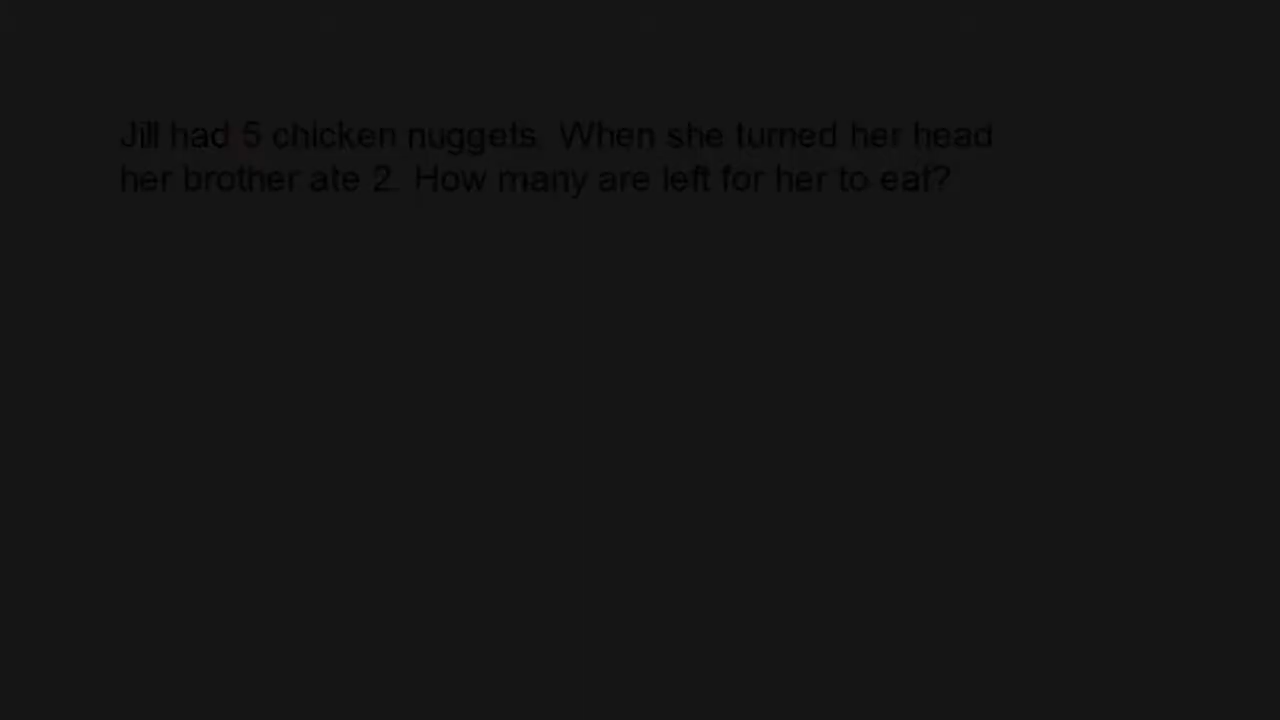 Jill had 5 chicken nuggets. When she turned her head
her brother ate 2. How many are left for her to eat?